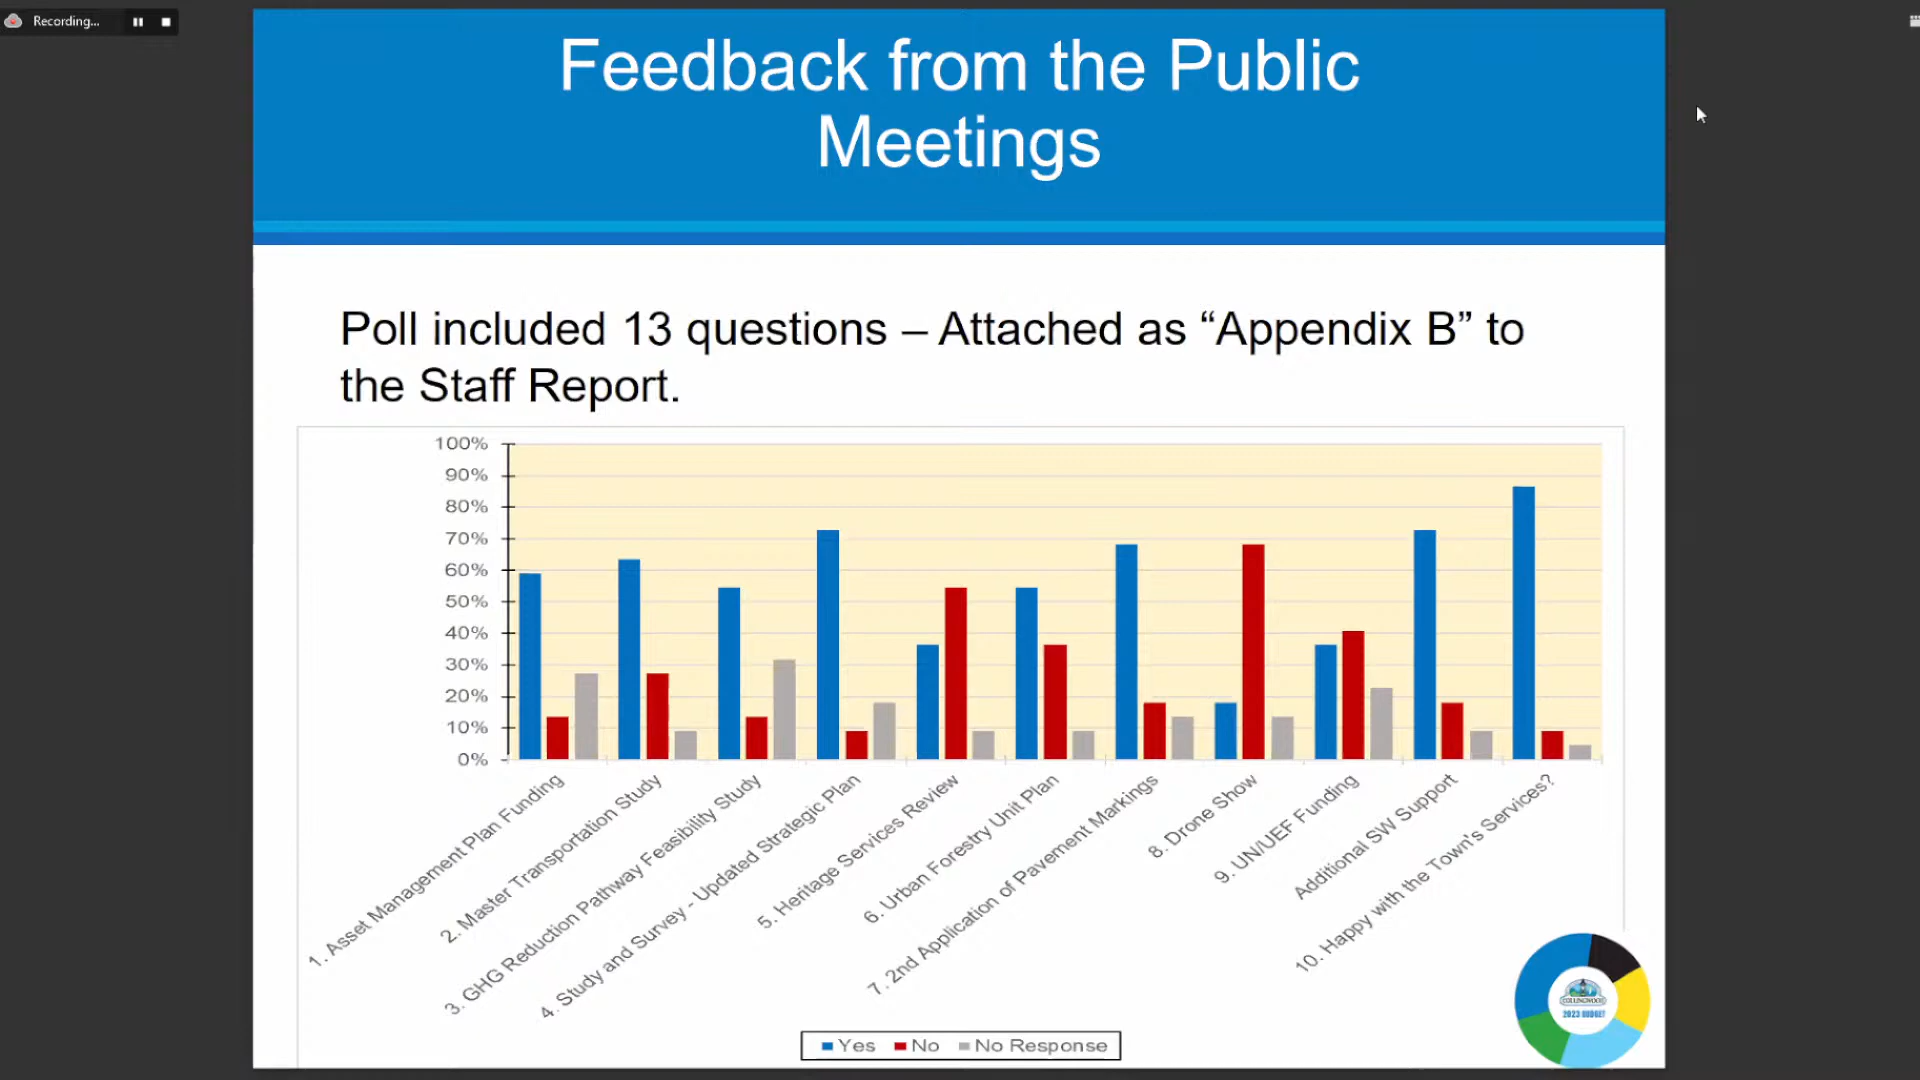 Recording...
Feedback from the Public
Meetings
Poll included 13 questions – Attached as “Appendix B” to
the Staff Report.
100%
90%
80%
70%
60%
50%
40%
30%
20%
10%
0%
1. Asset Management Plan Funding
2. Master Transportation Study
3. GHG Reduction Pathway Feasibility Study
4. Study and Survey - Updated Strategic Plan
5. Heritage Services Review
6. Urban Forestry Unit Plan
7. 2nd Application of Pavement Markings
8. Drone Show
9. UN/UEF Funding
Additional SW Support
10. Happy with the Town's Services?
Yes No No Response
COLLINGWOOD
2023 BUDGET